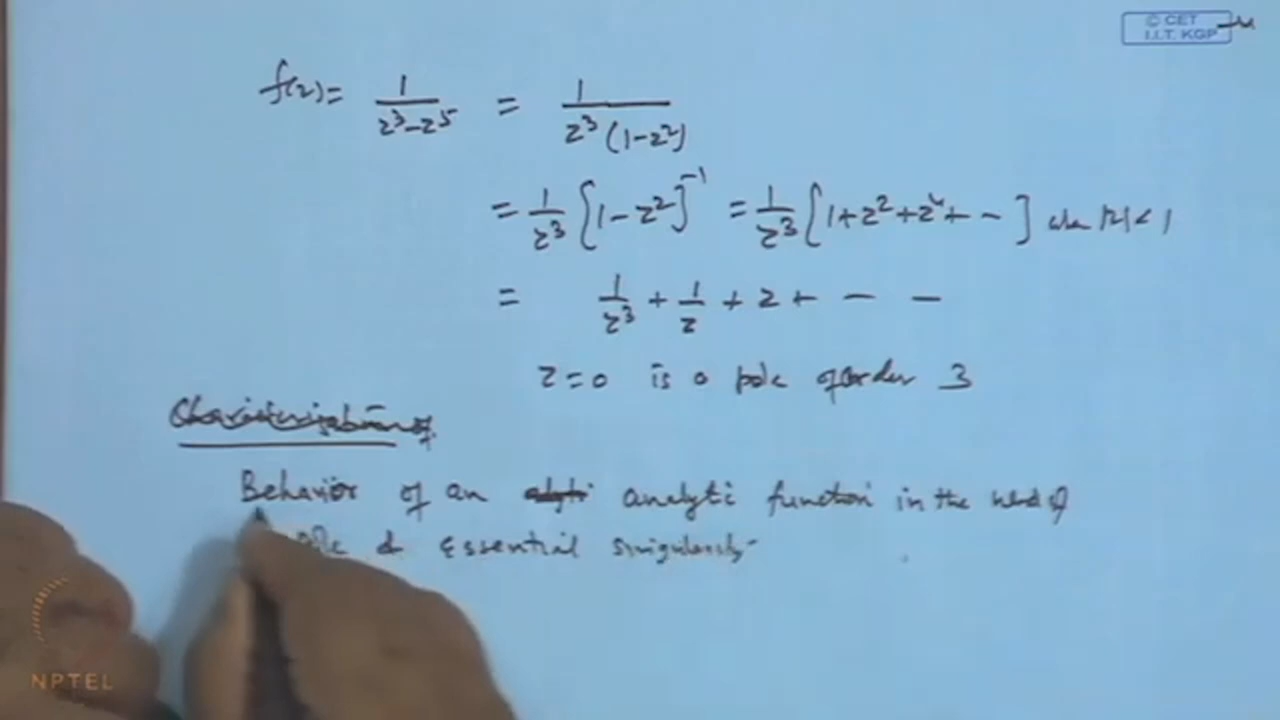 © CET
I.I.T. KGP
f(z) = 1/(z³-z⁵) = 1/(z³(1-z²))
= 1/z³ [1-z²]⁻¹ = 1/z³ [1+z²+z⁴+ -] when |z|< 1
= 1/z³ + 1/z + z + - -
z=0 is a pole of order 3
Behavior of an analytic function in the nbd of
Pole & Essential Singularity
NPTEL